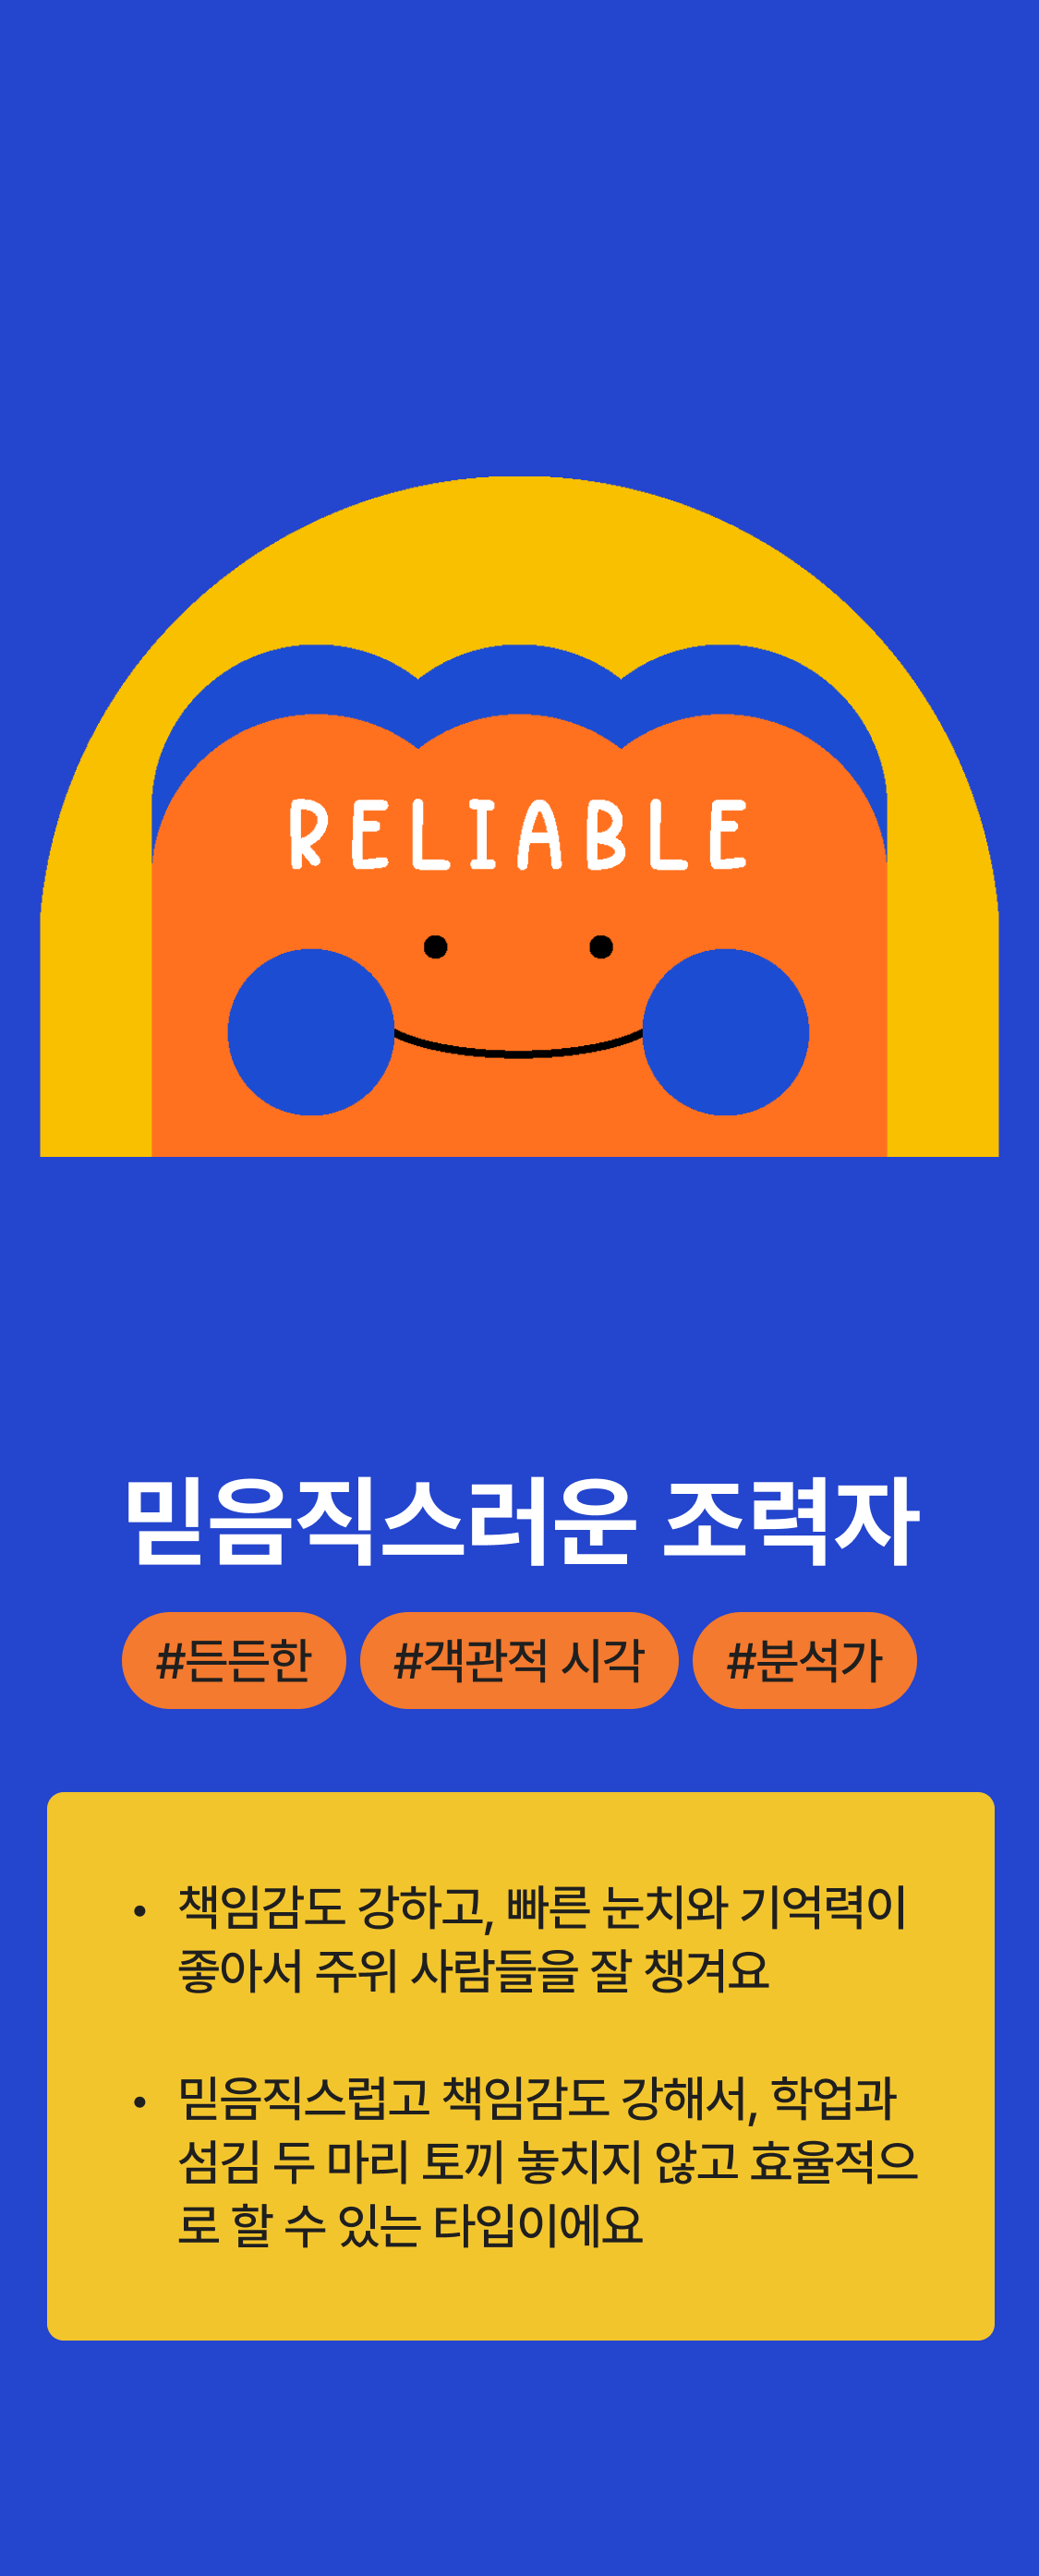 RELIABLE
믿음직스러운 조력자
#든든한 #객관적 시각 #분석가
• 책임감도 강하고, 빠른 눈치와 기억력이
좋아서 주위 사람들을 잘 챙겨요
• 믿음직스럽고 책임감도 강해서, 학업과
섬김 두 마리 토끼 놓치지 않고 효율적으
로 할 수 있는 타입이에요